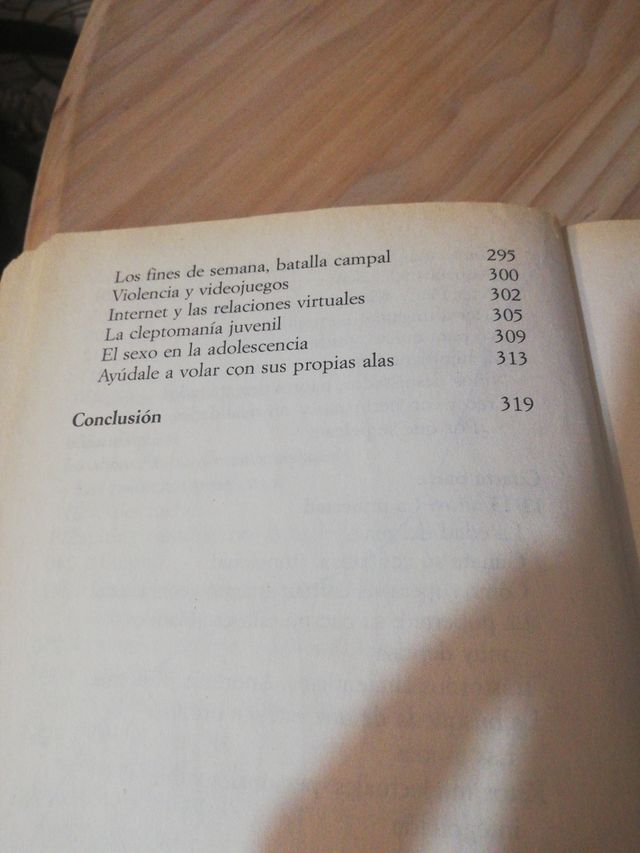 Los fines de semana, batalla campal 295
Violencia y videojuegos 300
Internet y las relaciones virtuales 302
La cleptomanía juvenil 305
El sexo en la adolescencia 309
Ayúdale a volar con sus propias alas 313
Conclusión 319